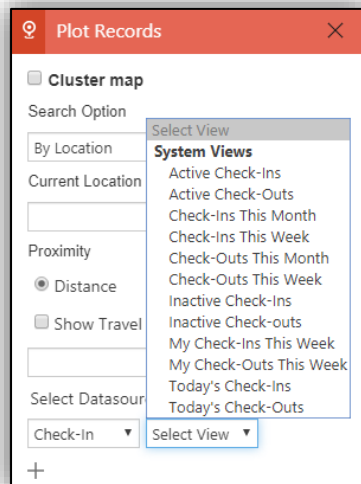 Plot Records
Cluster map
Search Option
By Location
Select View
System Views
Active Check-Ins
Active Check-Outs
Check-Ins This Month
Check-Ins This Week
Check-Outs This Month
Check-Outs This Week
Inactive Check-Ins
Inactive Check-outs
My Check-Ins This Week
My Check-Outs This Week
Today's Check-Ins
Today's Check-Outs
Current Location
Proximity
Distance
Show Travel
Select Datasour
Check-In
Select View